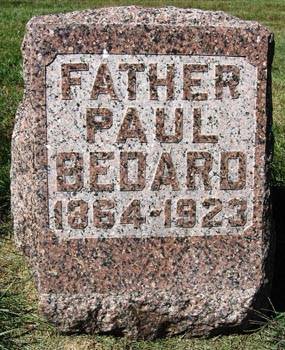 FATHER
PAUL
BEDARD
1864-1923